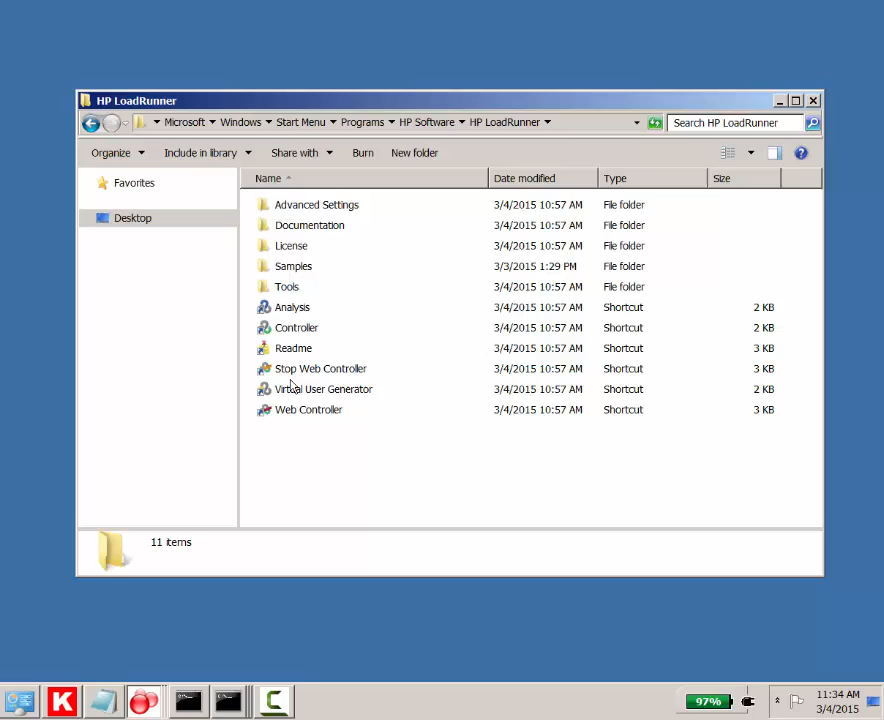 HP LoadRunner
Microsoft Windows Start Menu Programs HP Software HP LoadRunner Search HP LoadRunner
Organize Include in library Share with Burn New folder
Name Date modified Type Size
Favorites
Desktop
Advanced Settings 3/4/2015 10:57 AM File folder
Documentation 3/4/2015 10:57 AM File folder
License 3/4/2015 10:57 AM File folder
Samples 3/3/2015 1:29 PM File folder
Tools 3/4/2015 10:57 AM File folder
Analysis 3/4/2015 10:57 AM Shortcut 2 KB
Controller 3/4/2015 10:57 AM Shortcut 2 KB
Readme 3/4/2015 10:57 AM Shortcut 3 KB
Stop Web Controller 3/4/2015 10:57 AM Shortcut 3 KB
Virtual User Generator 3/4/2015 10:57 AM Shortcut 2 KB
Web Controller 3/4/2015 10:57 AM Shortcut 3 KB
11 items
K
C
97%
11:34 AM
3/4/2015